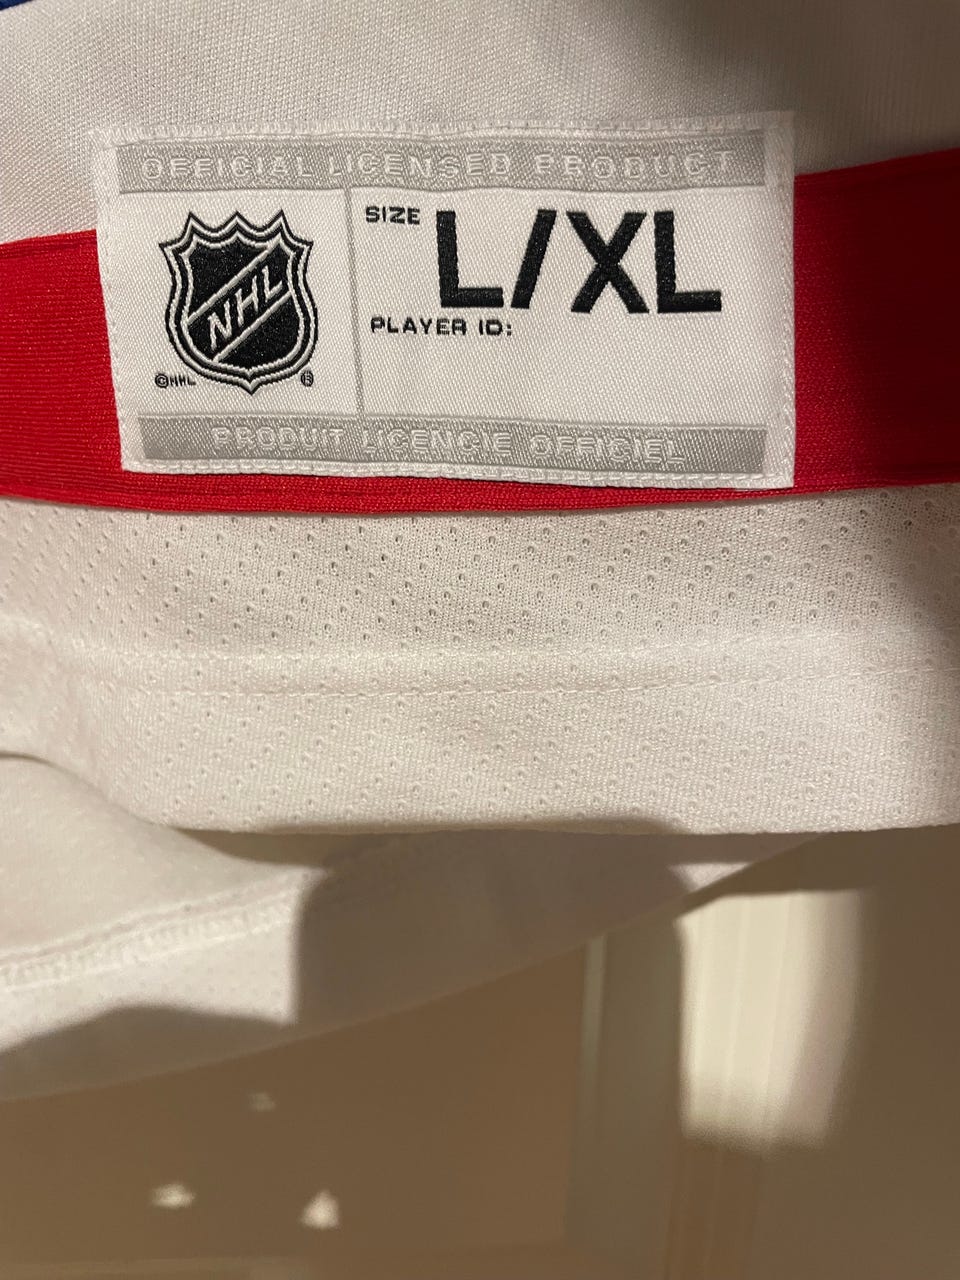 OFFICIAL LICENSED PRODUCT
SIZE L/XL
NHL
PLAYER ID:
©NHL ®
PRODUIT LICENCIE OFFICIEL